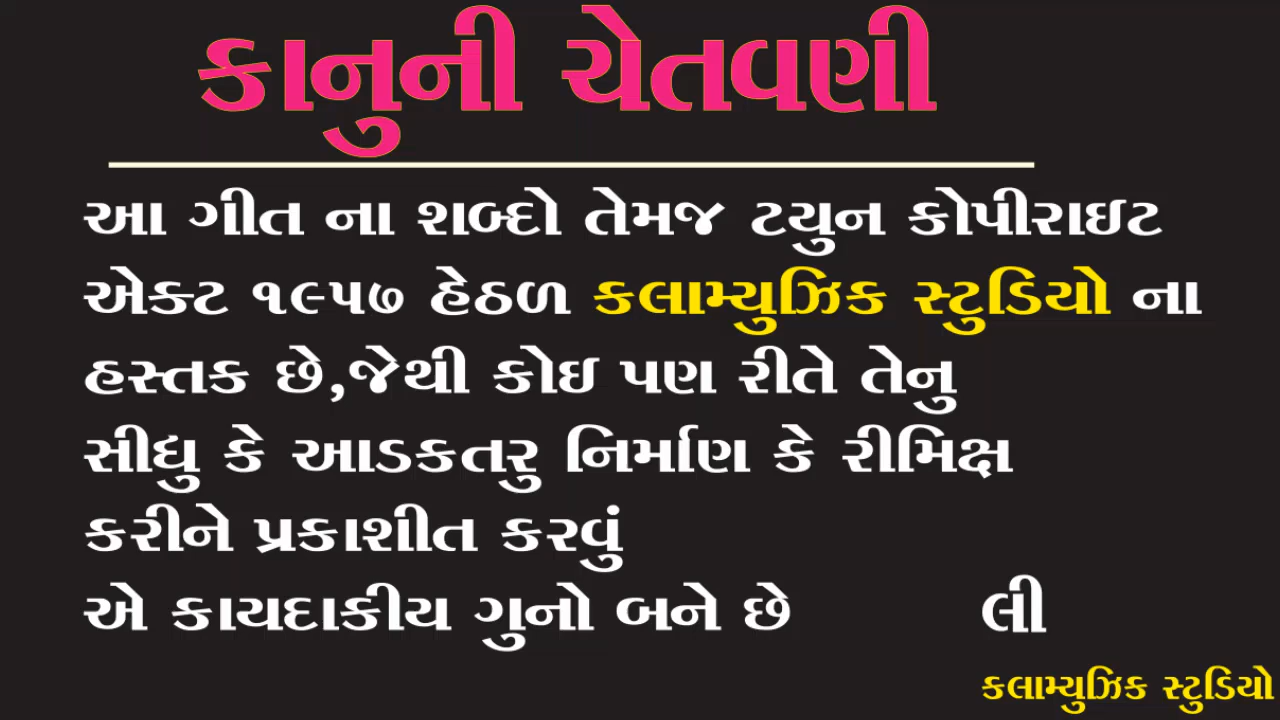 કાનુની ચેતવણી
આ ગીત ના શબ્દો તેમજ ટયુન કોપીરાઇટ
એક્ટ ૧૯૫૭ હેઠળ કલામ્યુઝિક સ્ટુડિયો ના
હસ્તક છે,જેથી કોઇ પણ રીતે તેનુ
સીધુ કે આડકતરુ નિર્માણ કે રીમિક્ષ
કરીને પ્રકાશીત કરવું
એ કાયદાકીય ગુનો બને છે લી
કલામ્યુઝિક સ્ટુડિયો